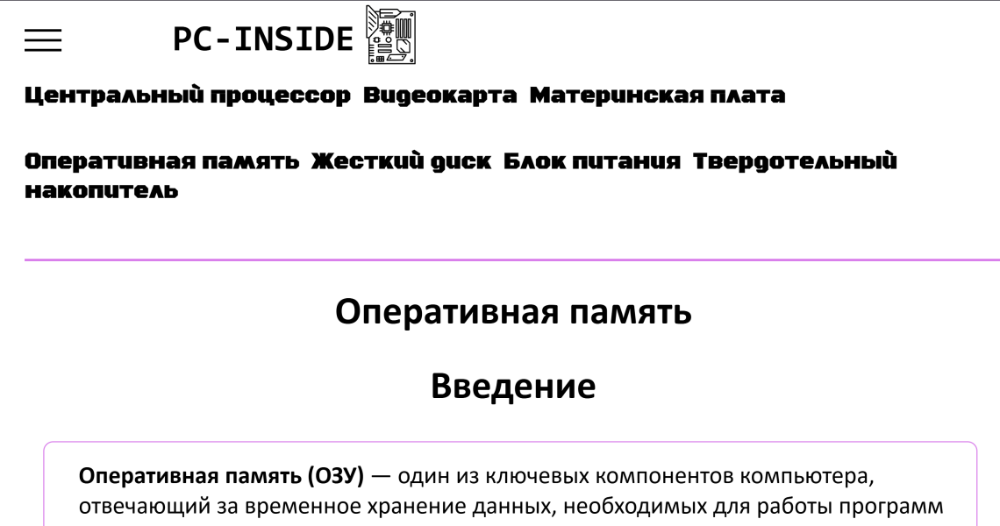 PC-INSIDE
Центральный процессор Видеокарта Материнская плата
Оперативная память Жесткий диск Блок питания Твердотельный
накопитель
Оперативная память
Введение
Оперативная память (ОЗУ) — один из ключевых компонентов компьютера,
отвечающий за временное хранение данных, необходимых для работы программ